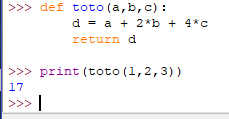 >>> def toto(a,b,c):
        d = a + 2*b + 4*c
        return d

>>> print(toto(1,2,3))
17
>>>